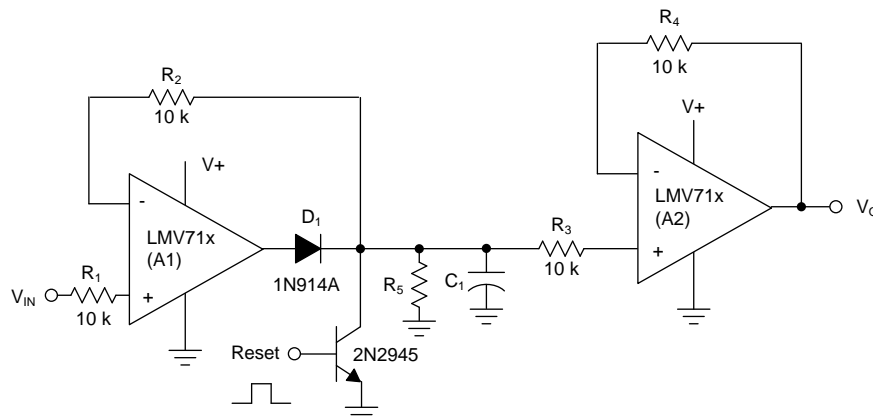 R4
10 k
R2
10 k
V+
V+
-
-
D1
LMV71x
(A2)
LMV71x
(A1)
R3
VO
R1
1N914A
10 k
+
VIN
+
R5
C1
10 k
Reset
2N2945